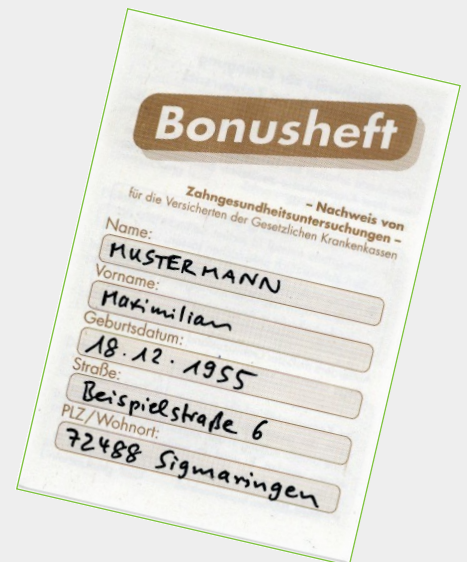 Bonusheft
– Nachweis von
Zahngesundheitsuntersuchungen –
für die Versicherten der Gesetzlichen Krankenkassen
Name:
MUSTERMANN
Vorname:
Maximilian
Geburtsdatum:
18.12.1955
Straße:
Beispielstraße 6
PLZ/Wohnort:
72488 Sigmaringen